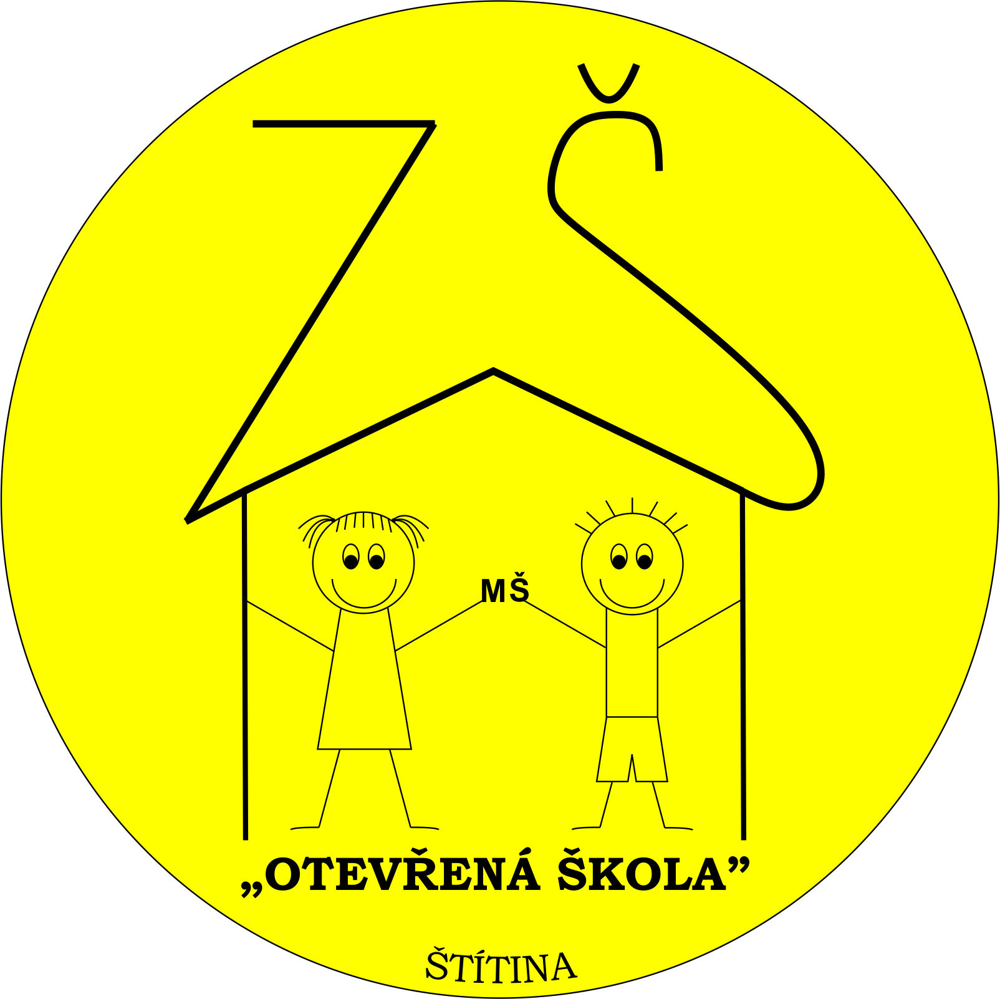 ZŠ
MŠ
„OTEVŘENÁ ŠKOLA”
ŠTÍTINA